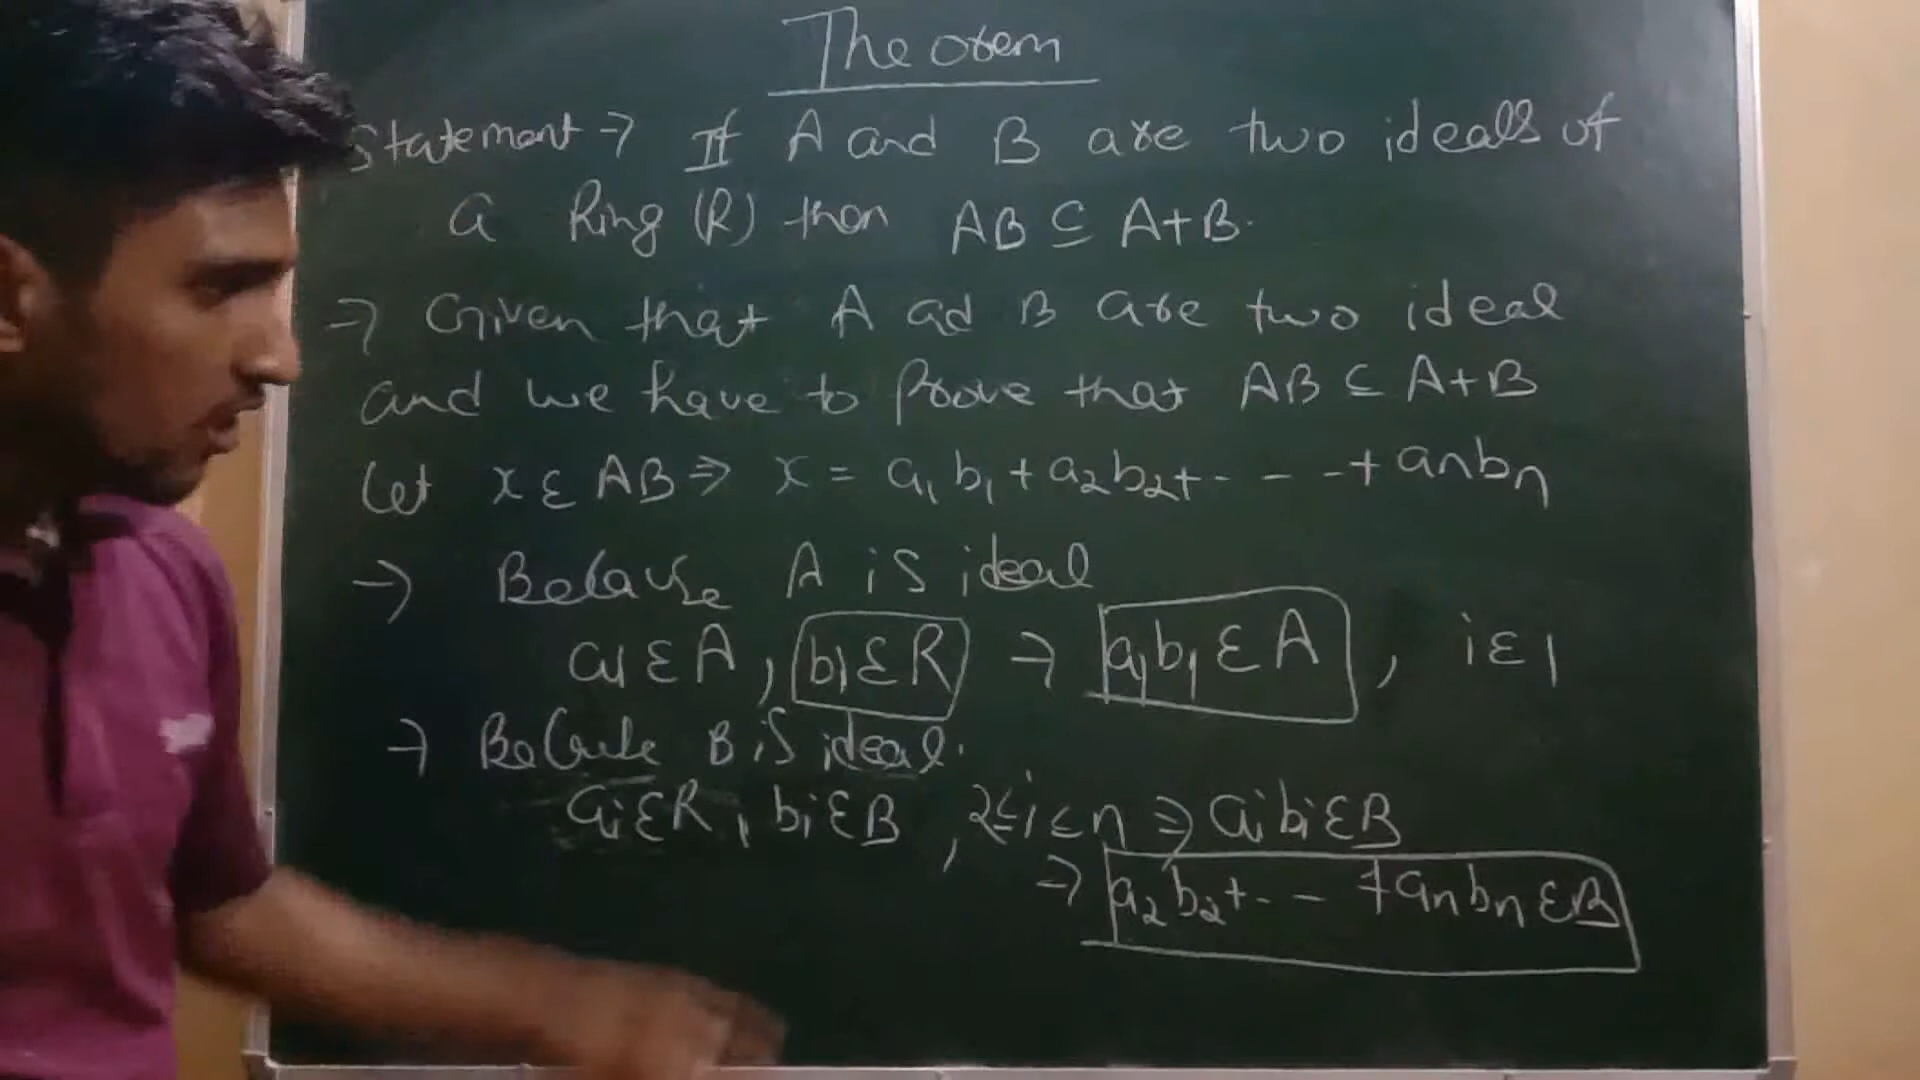 Theorem
Statement → If A and B are two ideals of
a Ring (R) then AB ⊆ A+B.
→ Given that A ad B are two ideal
and we have to Prove that AB ⊆ A+B
Let x ∈ AB ⇒ x = a₁b₁ + a₂b₂ + - - - + anbn
→ Because A is ideal
a₁ ∈ A, b₁ ∈ R → a₁b₁ ∈ A, i ∈ 1
→ Because B is ideal.
ai ∈ R, bi ∈ B, 2 ≤ i ≤ n ⇒ aibi ∈ B
→ a₂b₂ + - - + anbn ∈ B